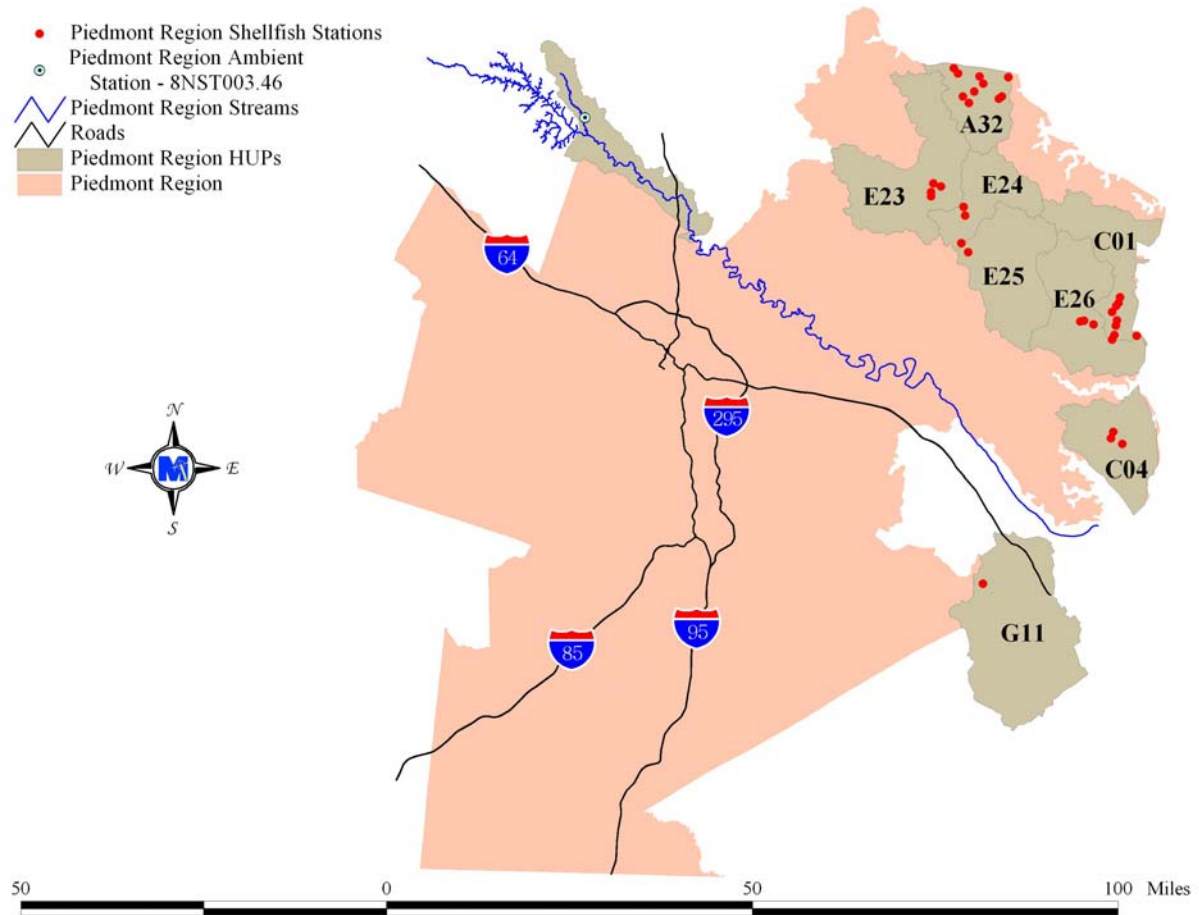 Piedmont Region Shellfish Stations
Piedmont Region Ambient
Station - 8NST003.46
Piedmont Region Streams
Roads
Piedmont Region HUPs
Piedmont Region
A32
E23
E24
C01
E25
E26
64
295
N
W
M
E
S
C04
G11
85
95
50
0
50
100 Miles